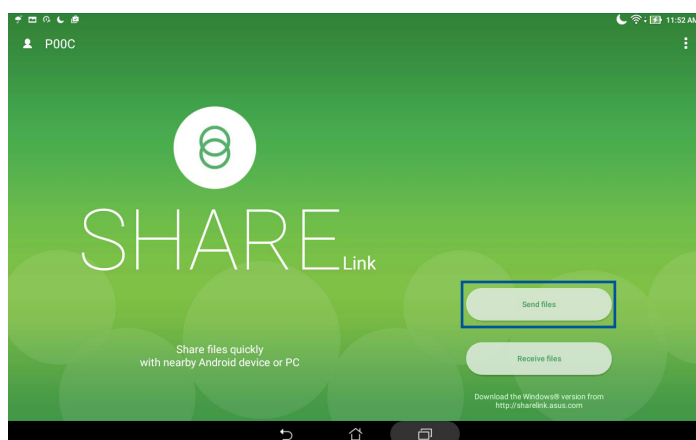 11:52 AM
P00C
SHARE Link
Send files
Share files quickly
with nearby Android device or PC
Receive files
Download the Windows® version from
http://sharelink.asus.com